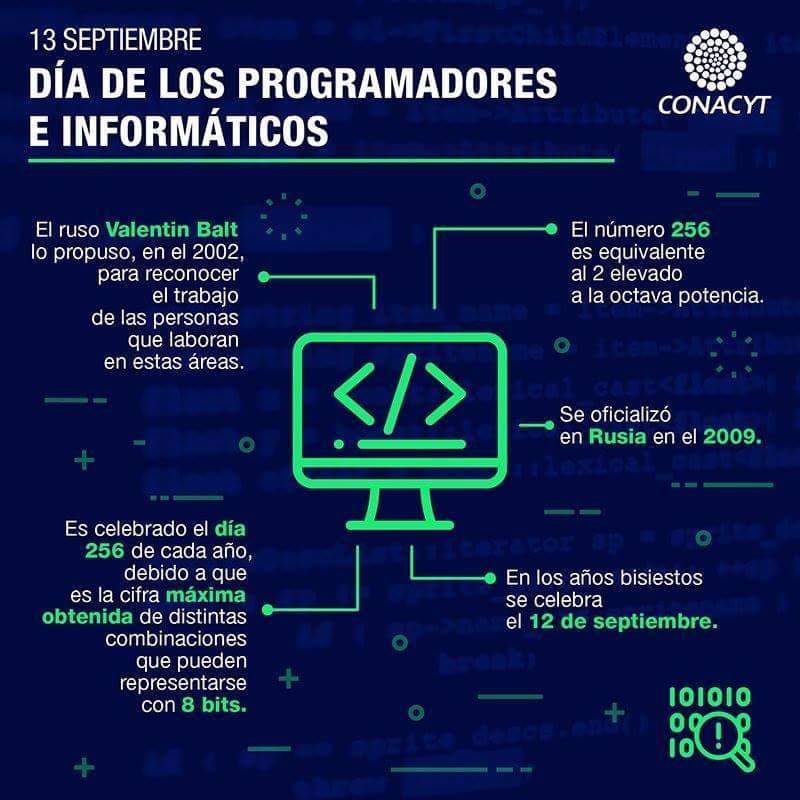 13 SEPTIEMBRE
DÍA DE LOS PROGRAMADORES
E INFORMÁTICOS
CONACYT
El ruso Valentin Balt
lo propuso, en el 2002,
para reconocer
el trabajo
de las personas
que laboran
en estas áreas.
El número 256
es equivalente
al 2 elevado
a la octava potencia.
</>
Se oficializó
en Rusia en el 2009.
Es celebrado el día
256 de cada año,
debido a que
es la cifra máxima
obtenida de distintas
combinaciones
que pueden
representarse
con 8 bits.
En los años bisiestos
se celebra
el 12 de septiembre.
101010